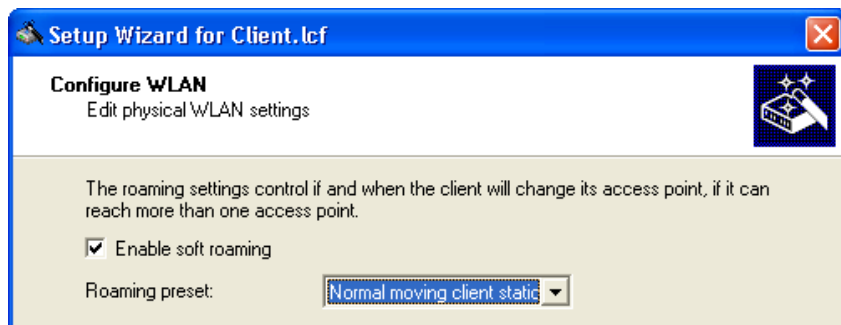 Setup Wizard for Client.lcf
Configure WLAN
Edit physical WLAN settings
The roaming settings control if and when the client will change its access point, if it can
reach more than one access point.
Enable soft roaming
Roaming preset: Normal moving client static